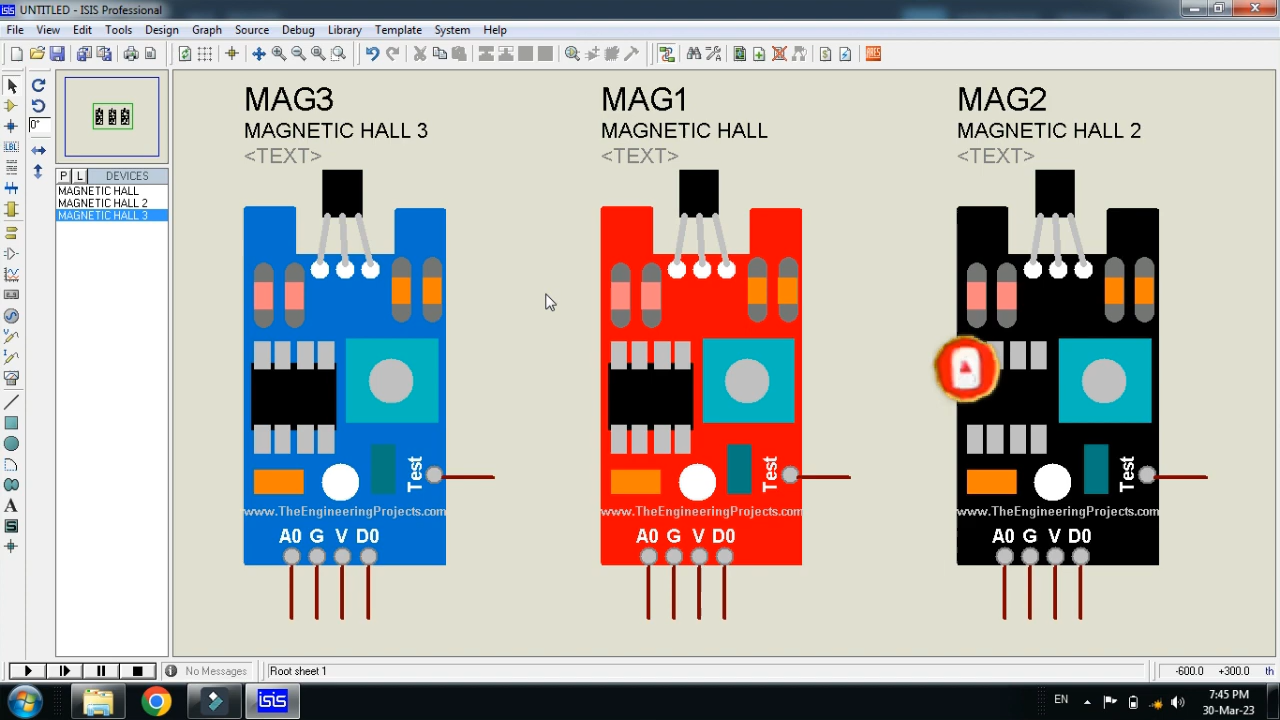 UNTITLED - ISIS Professional
File View Edit Tools Design Graph Source Debug Library Template System Help
0°
LBL
P L DEVICES
MAGNETIC HALL
MAGNETIC HALL 2
MAGNETIC HALL 3
MAG3
MAGNETIC HALL 3
<TEXT>
Test
www.TheEngineeringProjects.com
A0 G V D0
MAG1
MAGNETIC HALL
<TEXT>
Test
www.TheEngineeringProjects.com
A0 G V D0
MAG2
MAGNETIC HALL 2
<TEXT>
Test
www.TheEngineeringProjects.com
A0 G V D0
No Messages
Root sheet 1
-600.0 +300.0 th
isis
EN
7:45 PM
30-Mar-23